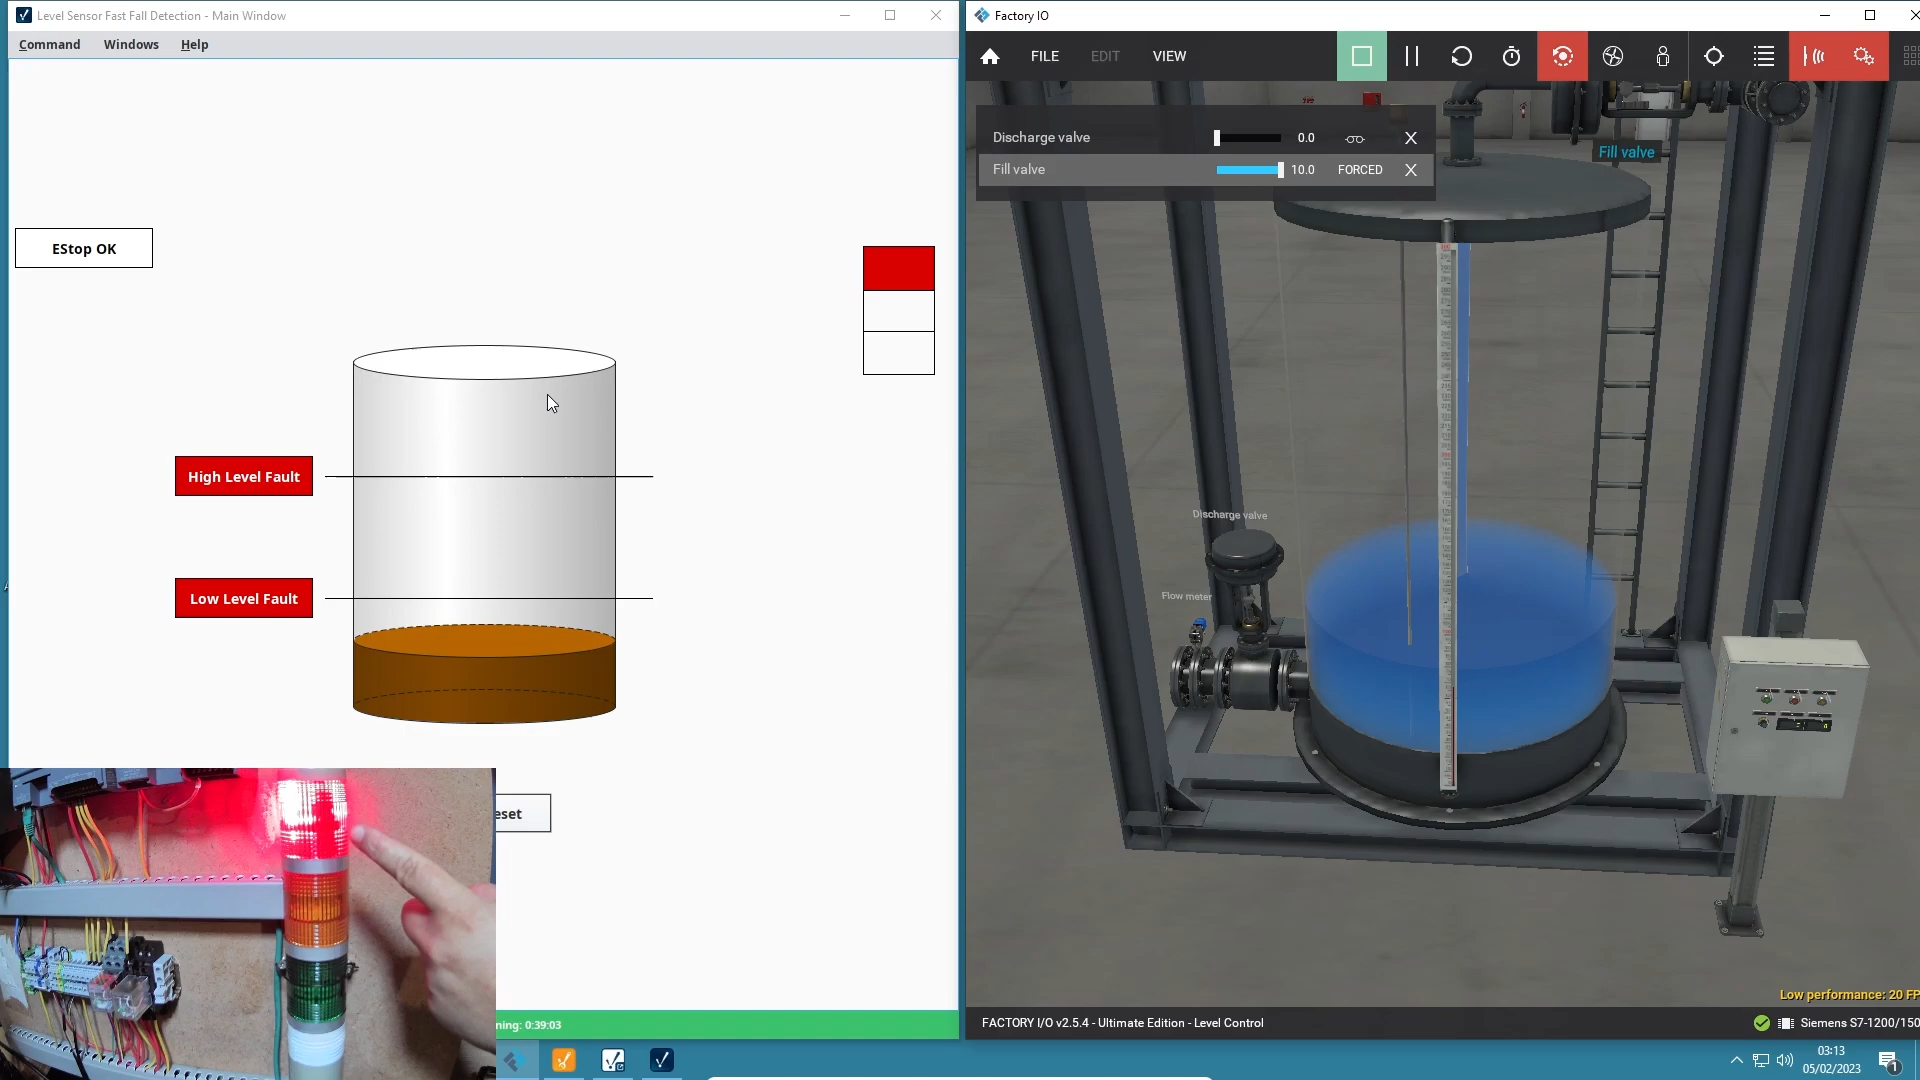 Level Sensor Fast Fall Detection - Main Window
Command Windows Help
EStop OK
High Level Fault
Low Level Fault
eset
ning: 0:39:03
Factory IO
FILE EDIT VIEW
Discharge valve 0.0 X
Fill valve 10.0 FORCED X
Fill valve
Discharge valve
Flow meter
Low performance: 20 FP
FACTORY I/O v2.5.4 - Ultimate Edition - Level Control
Siemens S7-1200/150
03:13
05/02/2023
1